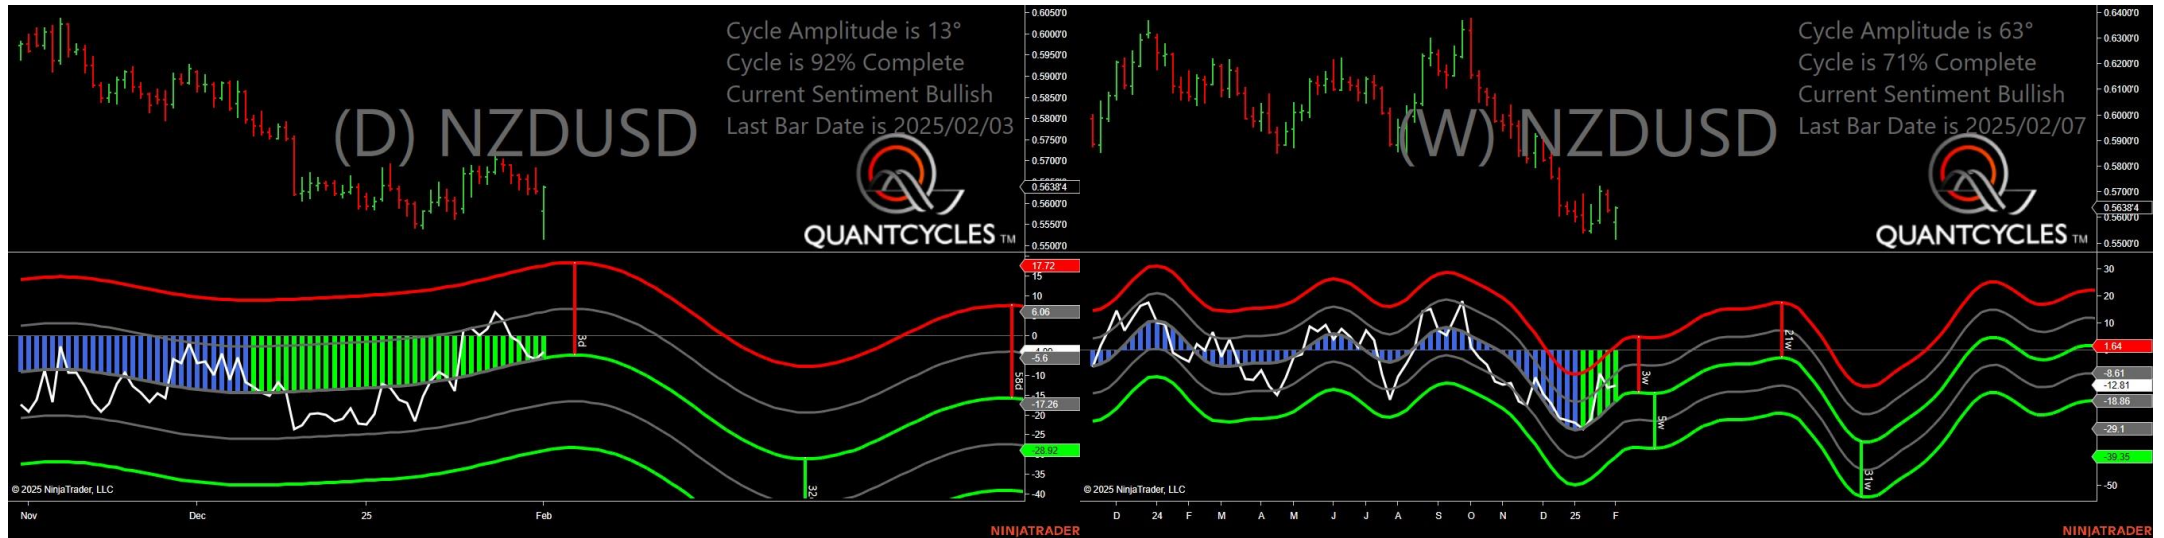 Cycle Amplitude is 13°
Cycle is 92% Complete
Current Sentiment Bullish
Last Bar Date is 2025/02/03
(D) NZDUSD
QUANTCYCLES TM
0.6050'0
0.6000'0
0.5950'0
0.5900'0
0.5850'0
0.5800'0
0.5750'0
0.5700'0
0.5638'4
0.5600'0
0.5550'0
0.5500'0
17.72
15
10
6.06
0
-5.6
-10
-15
-17.26
-20
-25
-28.92
-35
-40
3d
58d
32
© 2025 NinjaTrader, LLC
Nov Dec 25 Feb
NINJATRADER
Cycle Amplitude is 63°
Cycle is 71% Complete
Current Sentiment Bullish
Last Bar Date is 2025/02/07
(W) NZDUSD
QUANTCYCLES TM
0.6400'0
0.6300'0
0.6200'0
0.6100'0
0.6000'0
0.5900'0
0.5800'0
0.5700'0
0.5638'4
0.5600'0
0.5500'0
30
20
10
1.64
-8.61
-12.81
-18.86
-29.1
-39.35
-50
3w
5w
21w
31w
© 2025 NinjaTrader, LLC
D 24 F M A M J J A S O N D 25 F
NINJATRADER